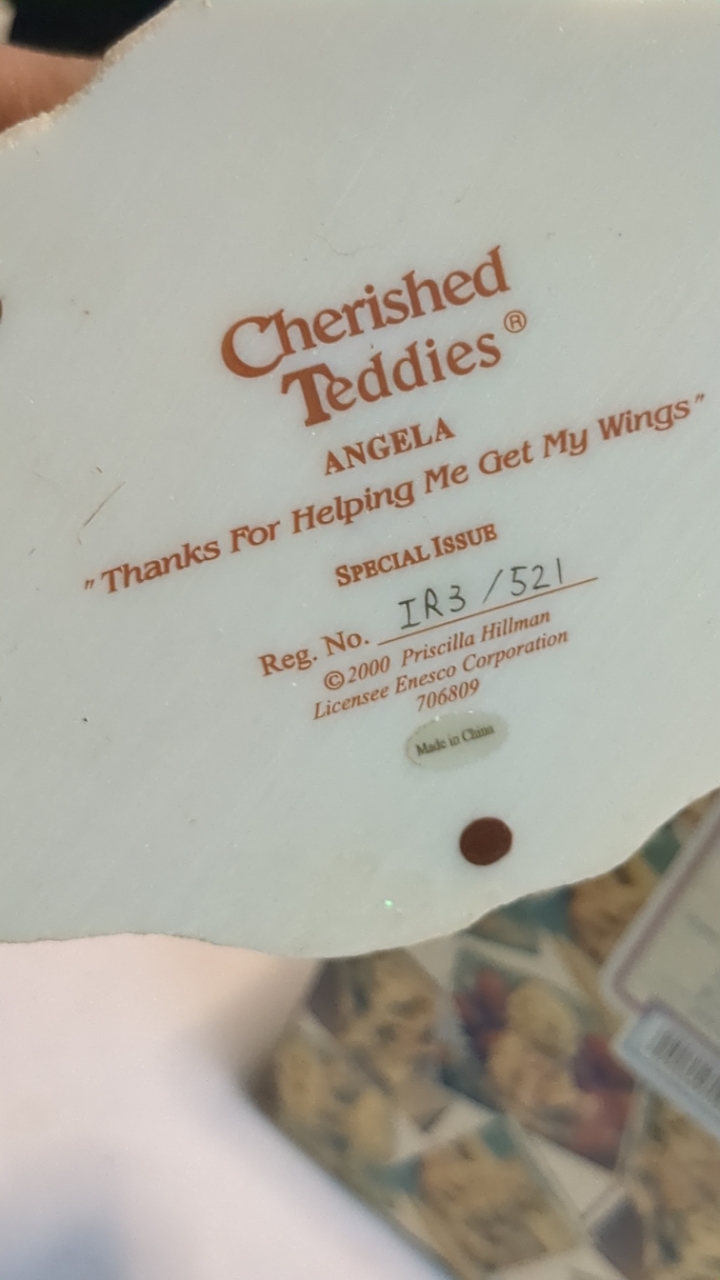 Cherished
Teddies®
ANGELA
"Thanks For Helping Me Get My Wings"
SPECIAL ISSUE
Reg. No. IR3/521
©2000 Priscilla Hillman
Licensee Enesco Corporation
706809
Made in China